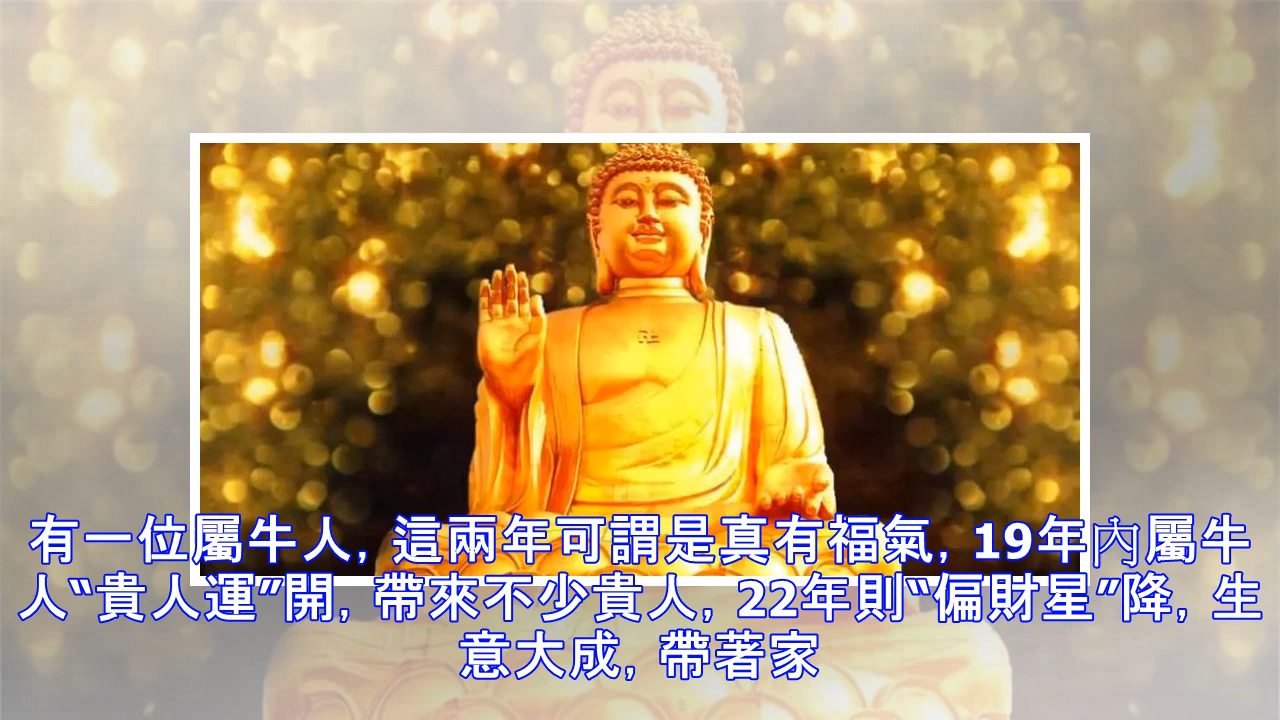 有一位屬牛人, 這兩年可謂是真有福氣, 19年內屬牛
人“貴人運”開, 帶來不少貴人, 22年則“偏財星”降, 生
意大成, 帶著家